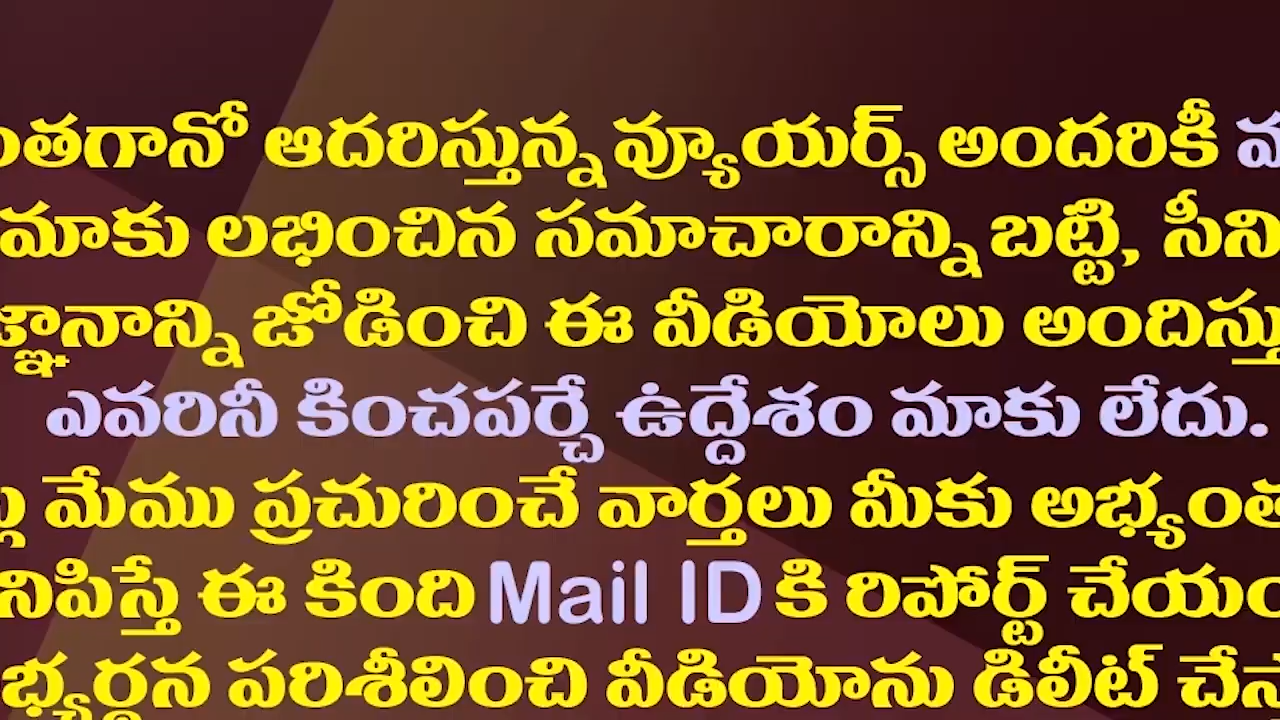 ంతగానో ఆదరిస్తున్న వ్యూయర్స్ అందరికీ
మాకు లభించిన సమాచారాన్ని బట్టి, సీని
జ్ఞానాన్ని జోడించి ఈ వీడియోలు అందిస్తు
ఎవరినీ కించపర్చే ఉద్దేశం మాకు లేదు.
మేము ప్రచురించే వార్తలు మీకు అభ్యంత
నిపిస్తే ఈ కింది Mail ID కి రిపోర్ట్ చేయం
భ్యర్థన పరిశీలించి వీడియోను డిలీట్ చేస